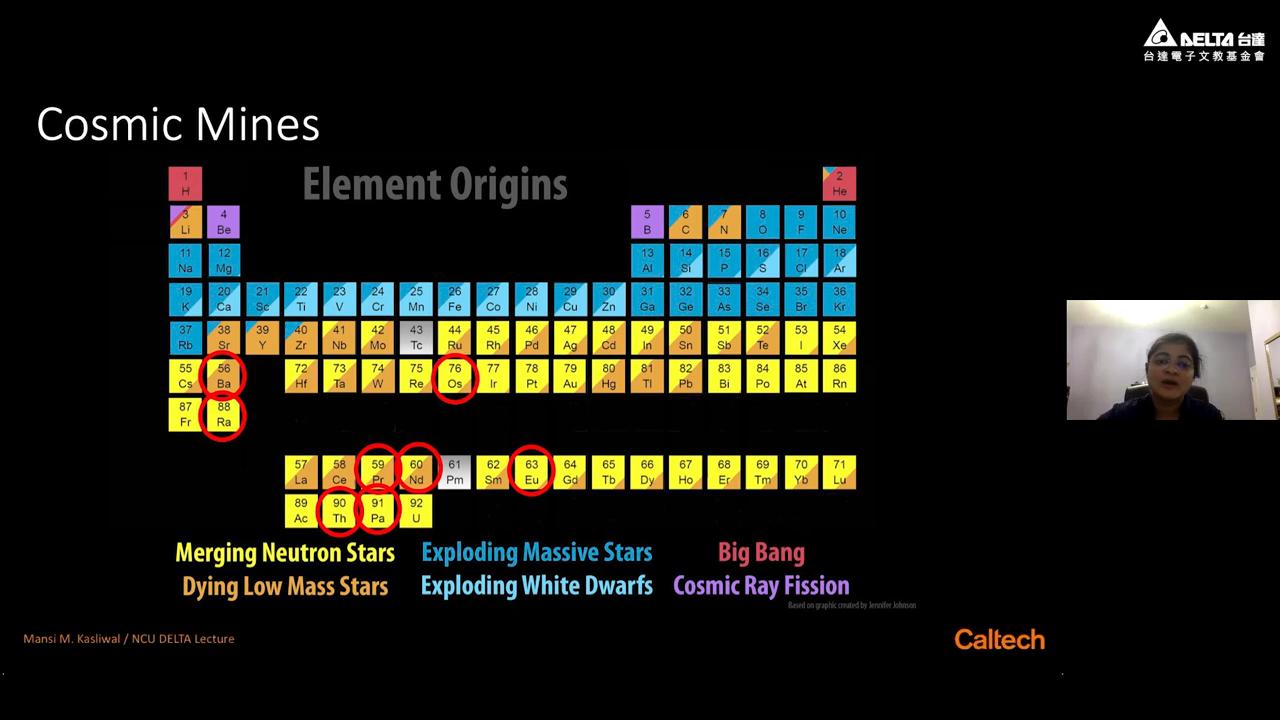 DELTA 台達
台達電子文教基金會
Cosmic Mines
Element Origins
1 2
H He
3 4 5 6 7 8 9 10
Li Be B C N O F Ne
11 12 13 14 15 16 17 18
Na Mg Al Si P S Cl Ar
19 20 21 22 23 24 25 26 27 28 29 30 31 32 33 34 35 36
K Ca Sc Ti V Cr Mn Fe Co Ni Cu Zn Ga Ge As Se Br Kr
37 38 39 40 41 42 43 44 45 46 47 48 49 50 51 52 53 54
Rb Sr Y Zr Nb Mo Tc Ru Rh Pd Ag Cd In Sn Sb Te I Xe
55 56 72 73 74 75 76 77 78 79 80 81 82 83 84 85 86
Cs Ba Hf Ta W Re Os Ir Pt Au Hg Tl Pb Bi Po At Rn
87 88
Fr Ra
57 58 59 60 61 62 63 64 65 66 67 68 69 70 71
La Ce Pr Nd Pm Sm Eu Gd Tb Dy Ho Er Tm Yb Lu
89 90 91 92
Ac Th Pa U
Merging Neutron Stars Exploding Massive Stars Big Bang
Dying Low Mass Stars Exploding White Dwarfs Cosmic Ray Fission
Based on graphic created by Jennifer Johnson
Mansi M. Kasliwal / NCU DELTA Lecture
Caltech